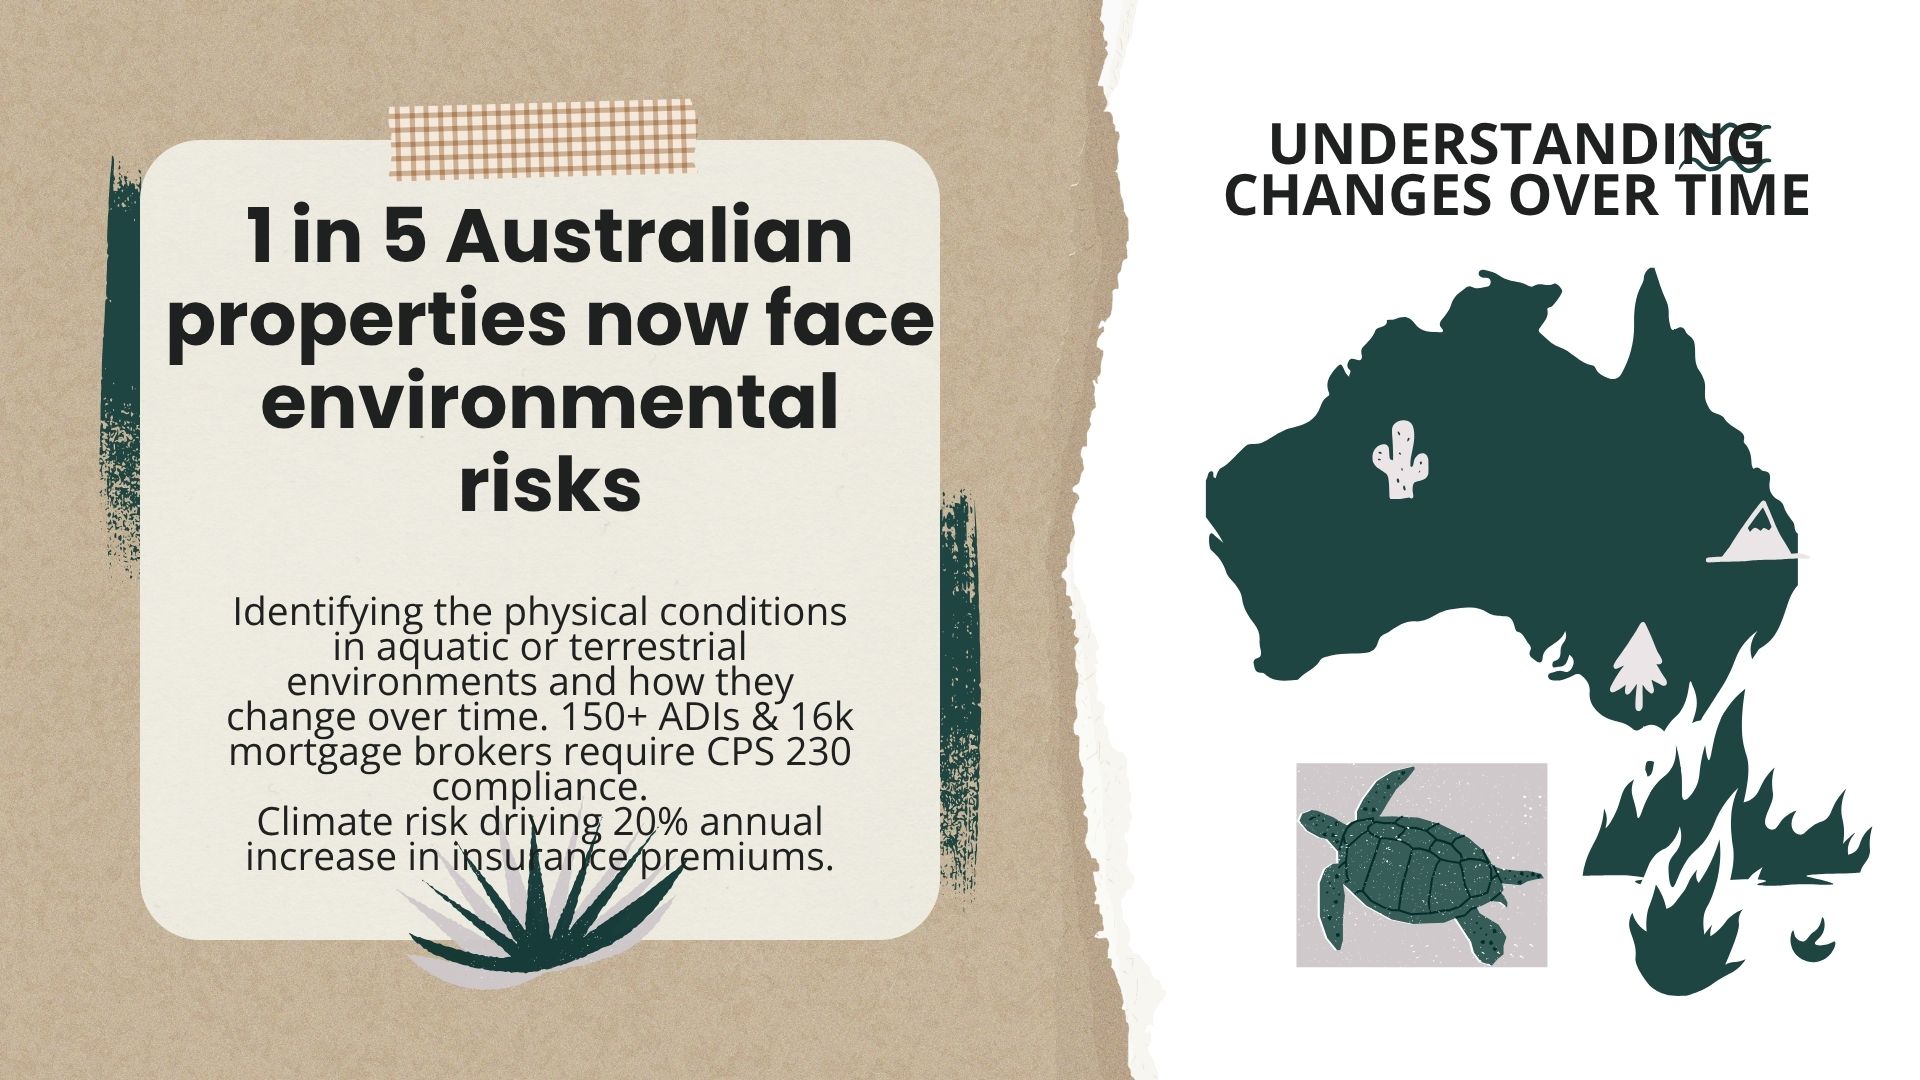 1 in 5 Australian
properties now face
environmental
risks
Identifying the physical conditions
in aquatic or terrestrial
environments and how they
change over time. 150+ ADIs & 16k
mortgage brokers require CPS 230
compliance.
Climate risk driving 20% annual
increase in insurance premiums.
UNDERSTANDING
CHANGES OVER TIME